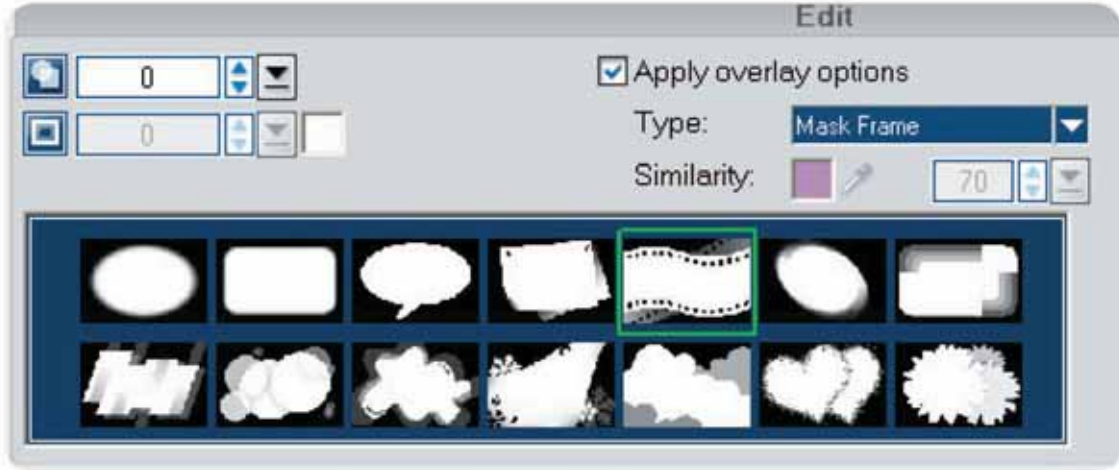 Edit
0
Apply overlay options
0
Type: Mask Frame
Similarity: 70